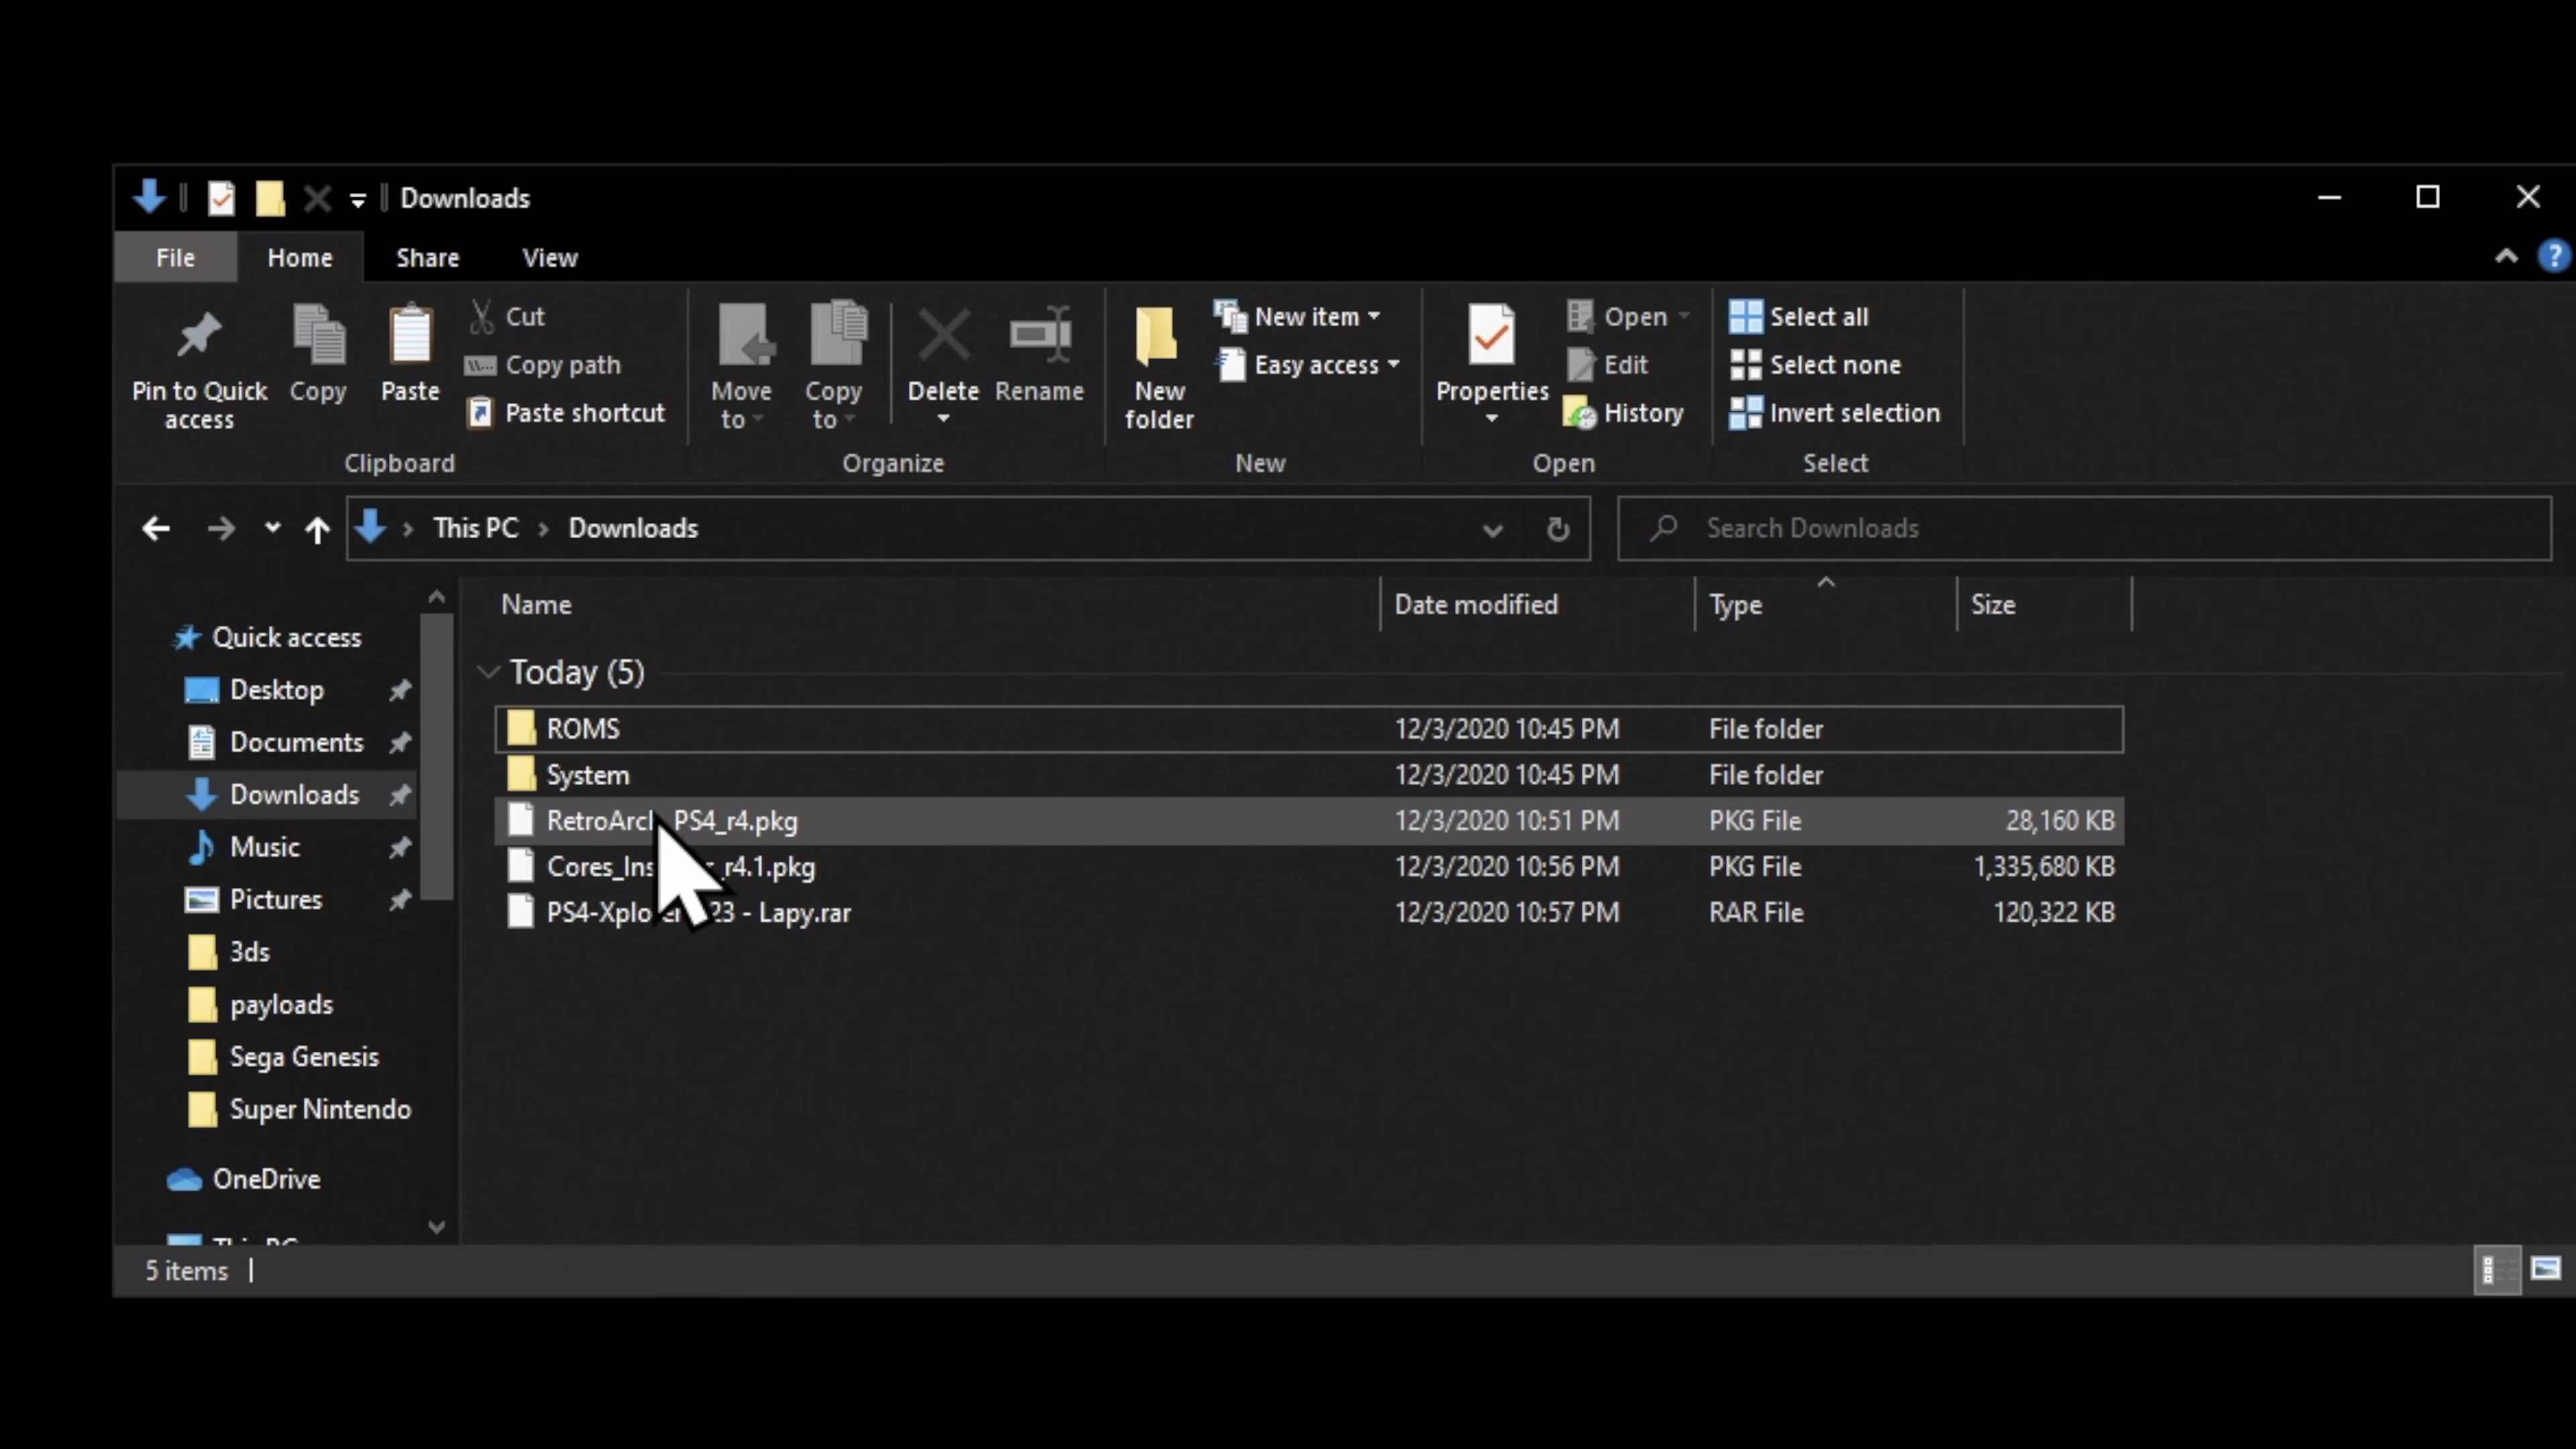 Downloads
File Home Share View
Pin to Quick access
Copy
Paste
Cut
Copy path
Paste shortcut
Clipboard
Move to
Copy to
Delete
Rename
Organize
New folder
New item
Easy access
New
Properties
Open
Edit
History
Open
Select all
Select none
Invert selection
Select
This PC > Downloads
Search Downloads
Quick access
Desktop
Documents
Downloads
Music
Pictures
3ds
payloads
Sega Genesis
Super Nintendo
OneDrive
This PC
Name Date modified Type Size
Today (5)
ROMS 12/3/2020 10:45 PM File folder
System 12/3/2020 10:45 PM File folder
PS4_r4.pkg 12/3/2020 10:51 PM PKG File 28,160 KB
r4.1.pkg 12/3/2020 10:56 PM PKG File 1,335,680 KB
- Lapy.rar 12/3/2020 10:57 PM RAR File 120,322 KB
5 items